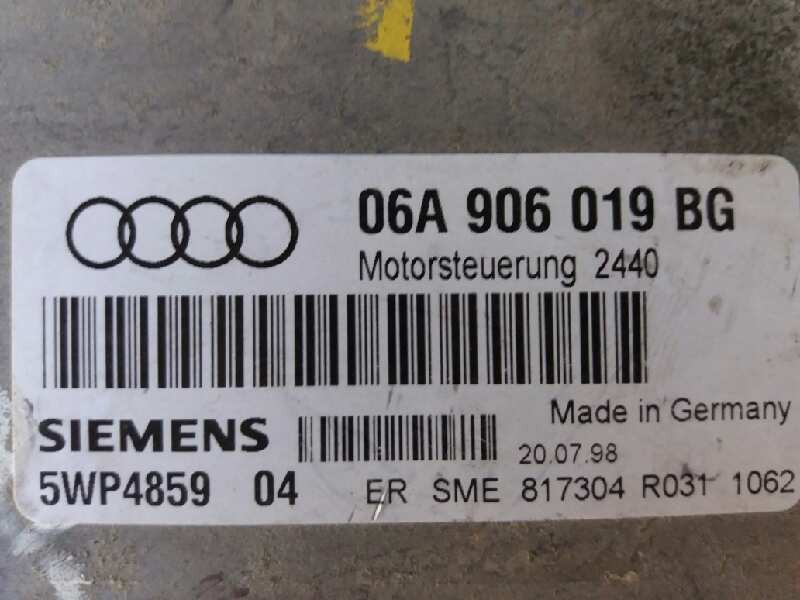 06A 906 019 BG
Motorsteuerung 2440
Made in Germany
SIEMENS
20.07.98
5WP4859 04 ER SME 817304 R031 1062